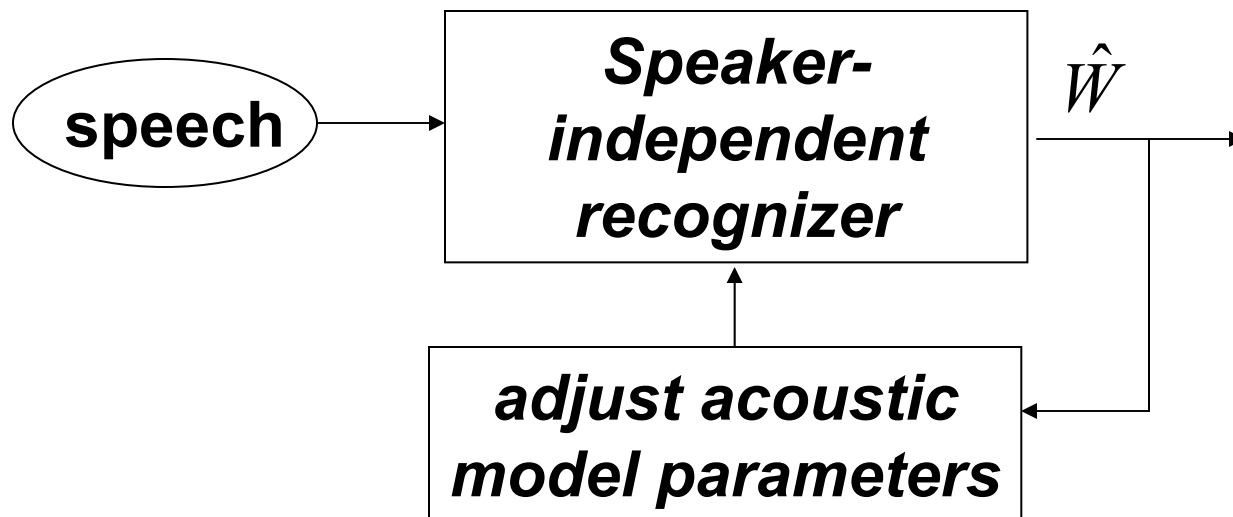 speech
Speaker-
independent
recognizer
Ŵ
adjust acoustic
model parameters